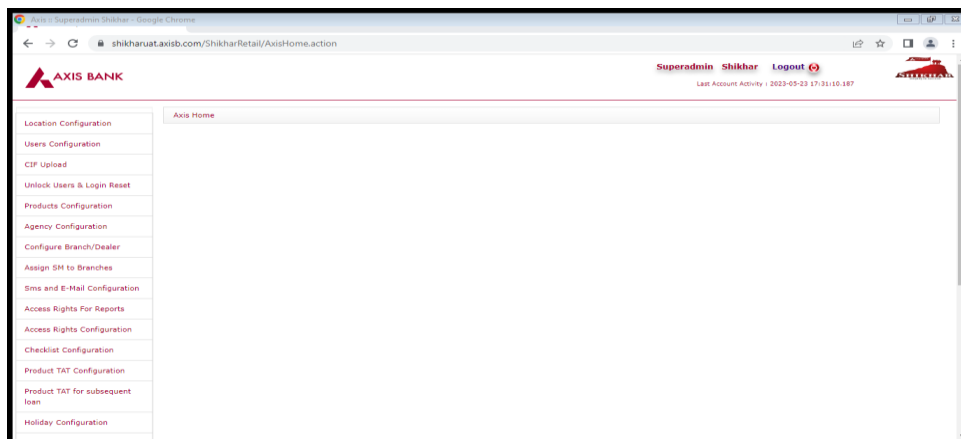 Axis :: Superadmin Shikhar - Google Chrome
shikharuat.axisb.com/ShikharRetail/AxisHome.action
AXIS BANK
Superadmin Shikhar Logout
Last Account Activity : 2023-05-23 17:31:10.187
SHIKHAR
Axis Home
Location Configuration
Users Configuration
CIF Upload
Unlock Users & Login Reset
Products Configuration
Agency Configuration
Configure Branch/Dealer
Assign SM to Branches
Sms and E-Mail Configuration
Access Rights For Reports
Access Rights Configuration
Checklist Configuration
Product TAT Configuration
Product TAT for subsequent
loan
Holiday Configuration